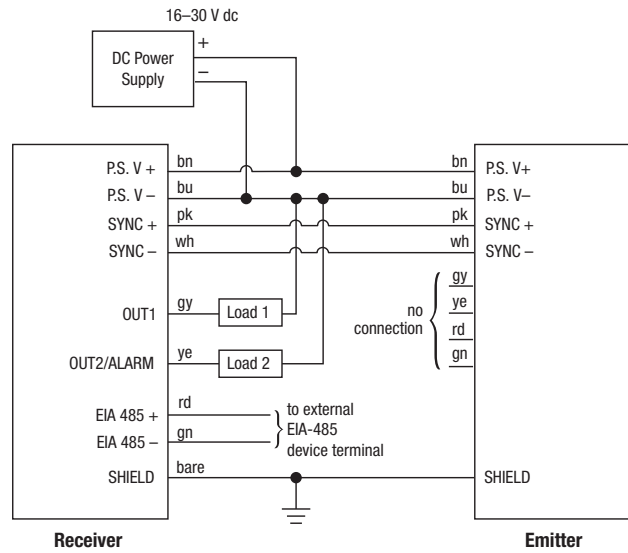 16–30 V dc
DC Power
Supply
+
–
P.S. V +
bn
bn
P.S. V+
P.S. V –
bu
bu
P.S. V–
SYNC +
pk
pk
SYNC +
SYNC –
wh
wh
SYNC –
OUT1
gy
Load 1
OUT2/ALARM
ye
Load 2
no
connection
gy
ye
rd
gn
EIA 485 +
rd
EIA 485 –
gn
to external
EIA-485
device terminal
SHIELD
bare
SHIELD
Receiver
Emitter